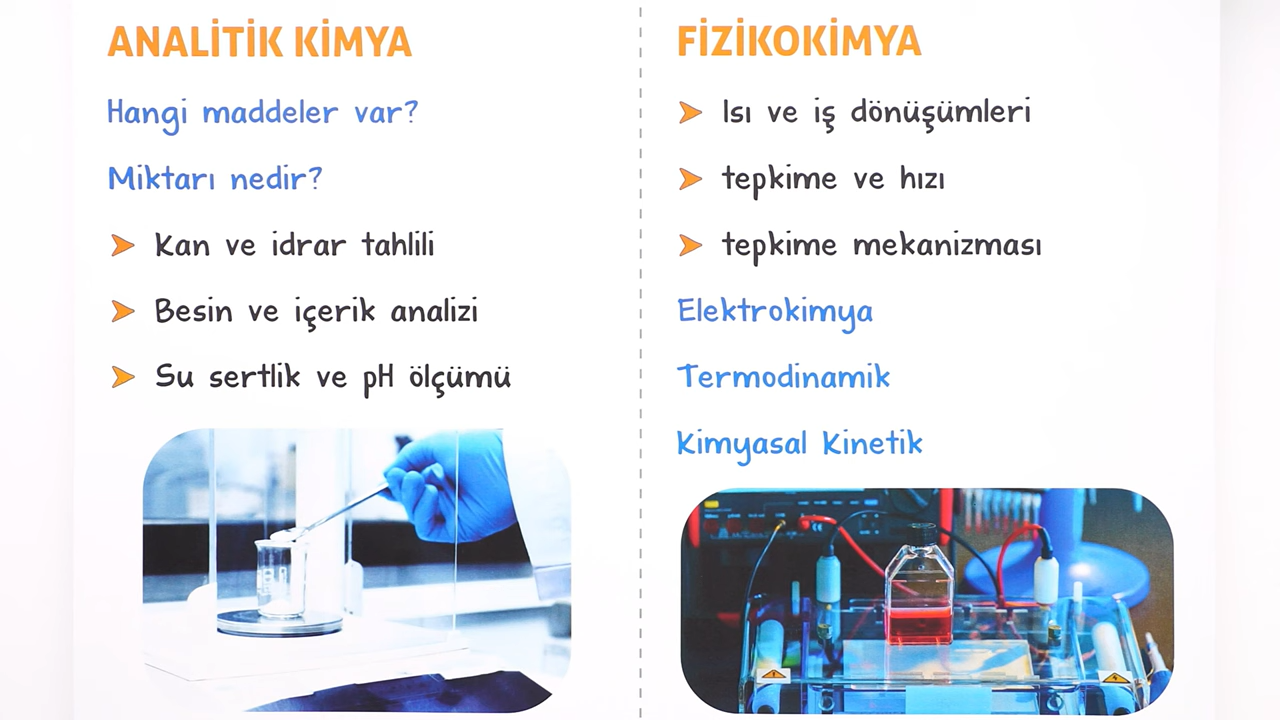 ANALİTİK KİMYA
Hangi maddeler var?
Miktarı nedir?
➤ Kan ve idrar tahlili
➤ Besin ve içerik analizi
➤ Su sertlik ve pH ölçümü
FİZİKOKİMYA
➤ Isı ve iş dönüşümleri
➤ tepkime ve hızı
➤ tepkime mekanizması
Elektrokimya
Termodinamik
Kimyasal Kinetik